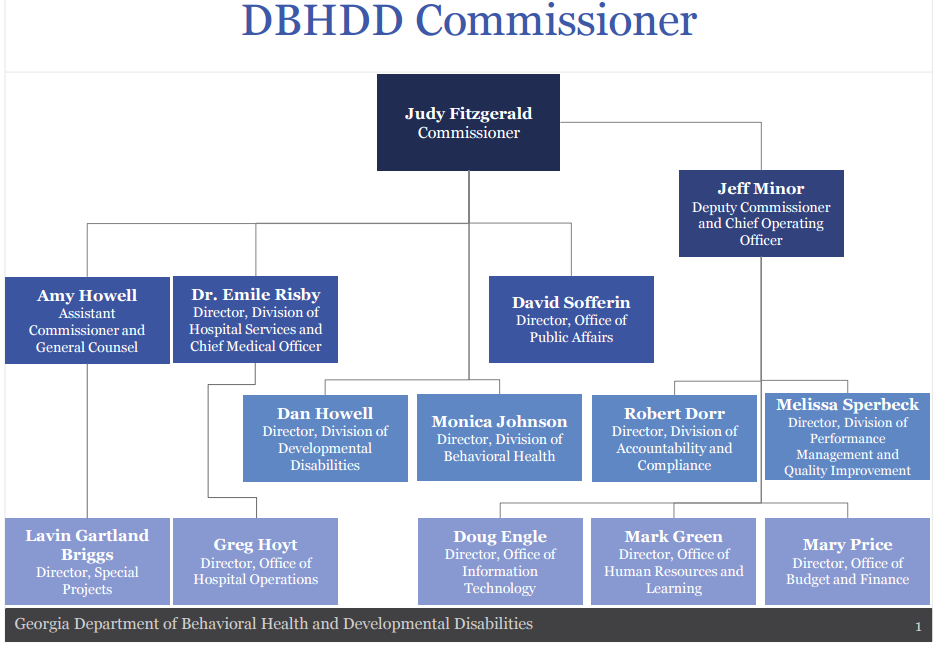 DBHDD Commissioner
Judy Fitzgerald
Commissioner
Jeff Minor
Deputy Commissioner
and Chief Operating
Officer
Amy Howell
Assistant
Commissioner and
General Counsel
Dr. Emile Risby
Director, Division of
Hospital Services and
Chief Medical Officer
David Sofferin
Director, Office of
Public Affairs
Dan Howell
Director, Division of
Developmental
Disabilities
Monica Johnson
Director, Division of
Behavioral Health
Robert Dorr
Director, Division of
Accountability and
Compliance
Melissa Sperbeck
Director, Division of
Performance
Management and
Quality Improvement
Lavin Gartland
Briggs
Director, Special
Projects
Greg Hoyt
Director, Office of
Hospital Operations
Doug Engle
Director, Office of
Information
Technology
Mark Green
Director, Office of
Human Resources and
Learning
Mary Price
Director, Office of
Budget and Finance
Georgia Department of Behavioral Health and Developmental Disabilities
1